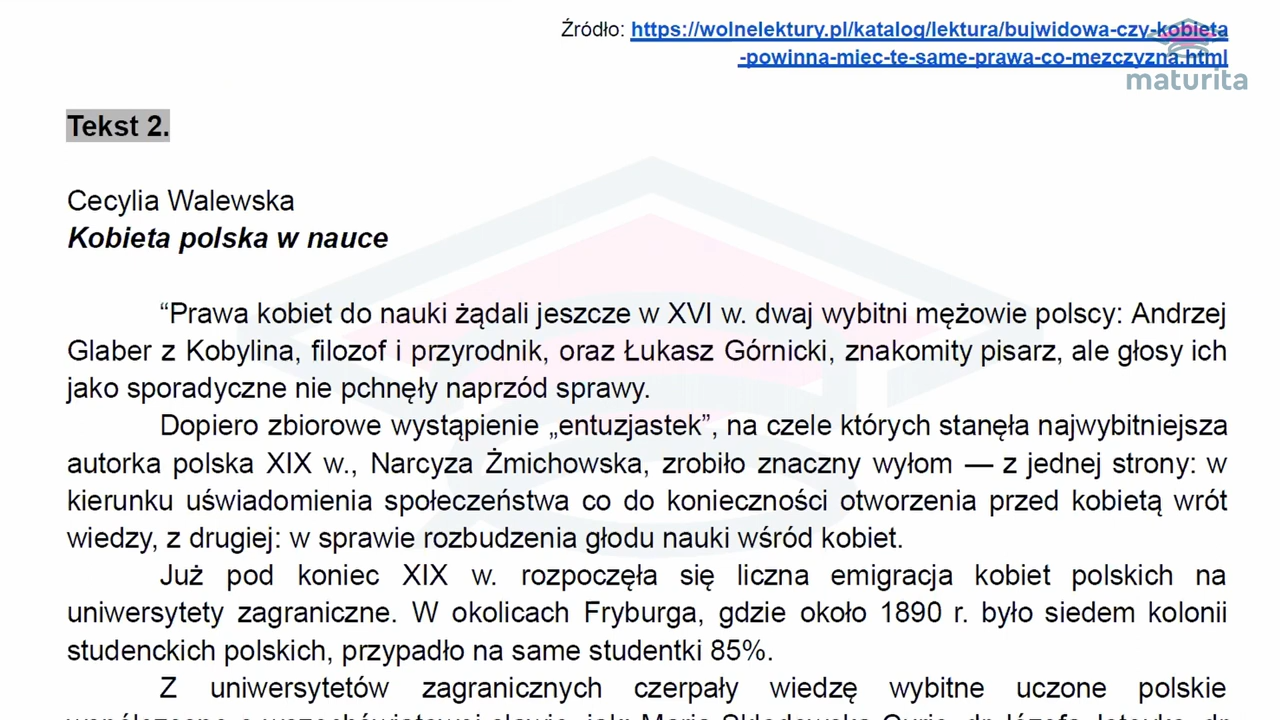 Źródło: https://wolnelektury.pl/katalog/lektura/bujwidowa-czy-kobieta
-powinna-miec-te-same-prawa-co-mezczyzna.html
maturita
Tekst 2.
Cecylia Walewska
Kobieta polska w nauce
“Prawa kobiet do nauki żądali jeszcze w XVI w. dwaj wybitni mężowie polscy: Andrzej
Glaber z Kobylina, filozof i przyrodnik, oraz Łukasz Górnicki, znakomity pisarz, ale głosy ich
jako sporadyczne nie pchnęły naprzód sprawy.
Dopiero zbiorowe wystąpienie „entuzjastek”, na czele których stanęła najwybitniejsza
autorka polska XIX w., Narcyza Żmichowska, zrobiło znaczny wyłom — z jednej strony: w
kierunku uświadomienia społeczeństwa co do konieczności otworzenia przed kobietą wrót
wiedzy, z drugiej: w sprawie rozbudzenia głodu nauki wśród kobiet.
Już pod koniec XIX w. rozpoczęła się liczna emigracja kobiet polskich na
uniwersytety zagraniczne. W okolicach Fryburga, gdzie około 1890 r. było siedem kolonii
studenckich polskich, przypadło na same studentki 85%.
Z uniwersytetów zagranicznych czerpały wiedzę wybitne uczone polskie